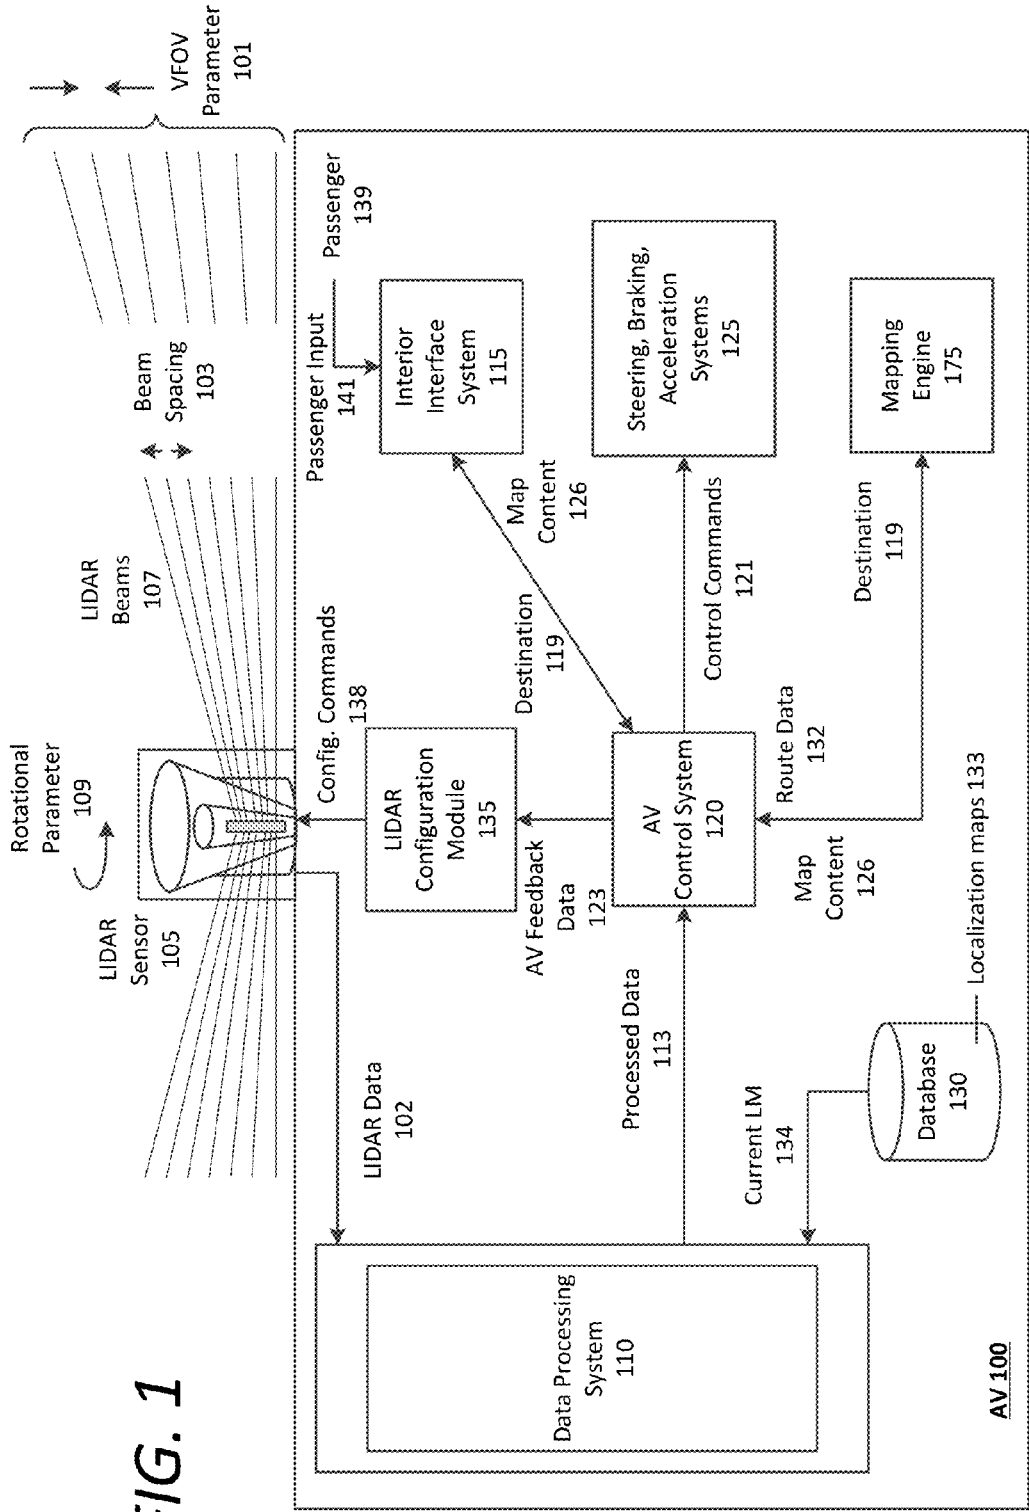 FIG. 1
Rotational
Parameter
109
LIDAR
Sensor
105
LIDAR
Beams
107
Beam
Spacing
103
VFOV
Parameter
101
LIDAR Data
102
Config. Commands
138
Passenger Input
141
Passenger
139
LIDAR
Configuration
Module
135
Interior
Interface
System
115
AV Feedback
Data
123
Destination
119
Map
Content
126
Data Processing
System
110
Processed Data
113
AV
Control System
120
Control Commands
121
Steering, Braking,
Acceleration
Systems
125
Current LM
134
Map
Content
126
Route Data
132
Destination
119
Mapping
Engine
175
Database
130
Localization maps 133
AV 100